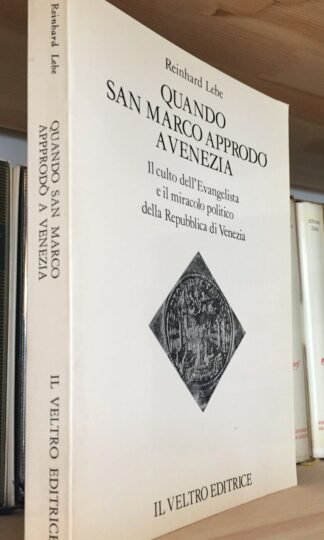 Reinhard Lebe
QUANDO SAN MARCO
APPPRODÒ A VENEZIA
IL VELTRO EDITRICE
Reinhard Lebe
QUANDO
SAN MARCO APPRODÒ
A VENEZIA
Il culto dell'Evangelista
e il miracolo politico
della Repubblica di Venezia
IL VELTRO EDITRICE